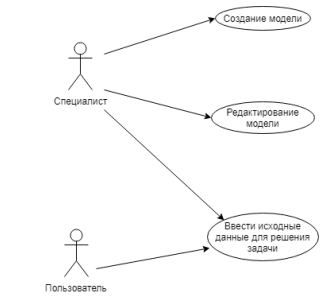 Создание модели
Специалист
Редактирование
модели
Ввести исходные
данные для решения
задачи
Пользователь